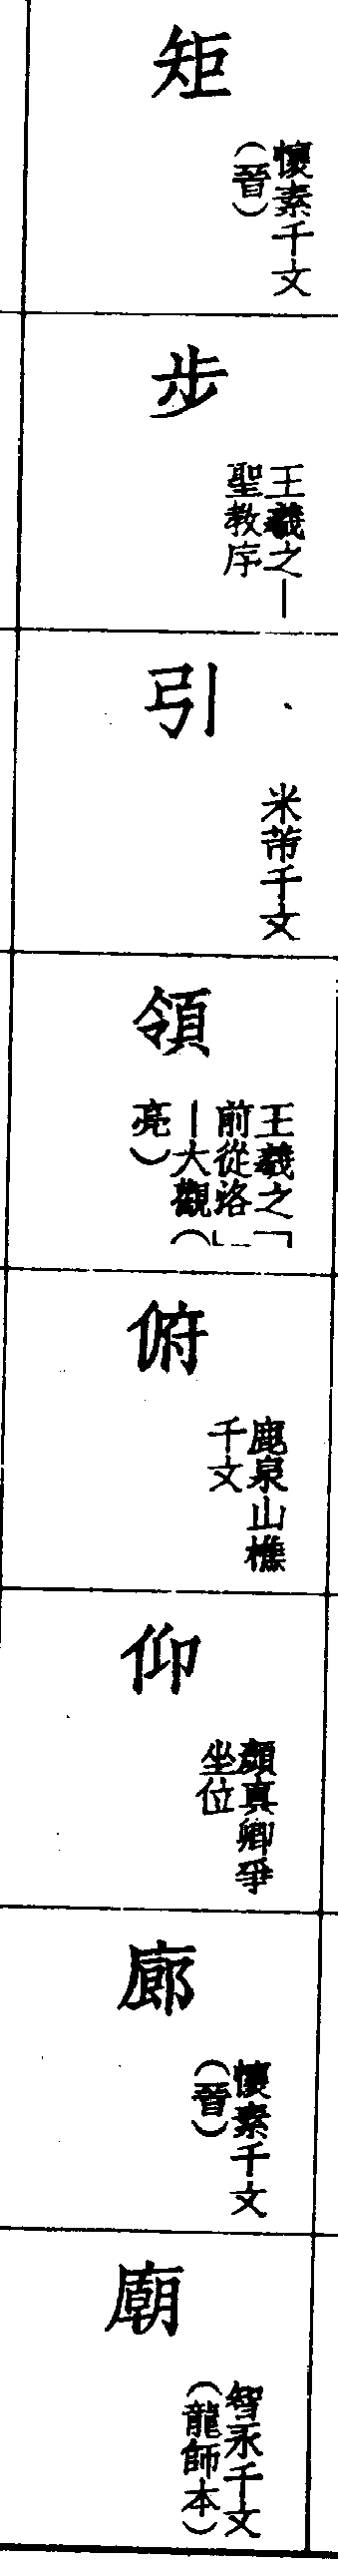 矩
懷素千文
（晉）
步
王羲之—
聖教序
引
米芾千文
領
王羲之「
前從洛」
—大觀（
亮）
俯
鹿泉山樵
千文
仰
顏真卿爭
坐位
廊
懷素千文
（晉）
廟
智永千文
（龍師本）